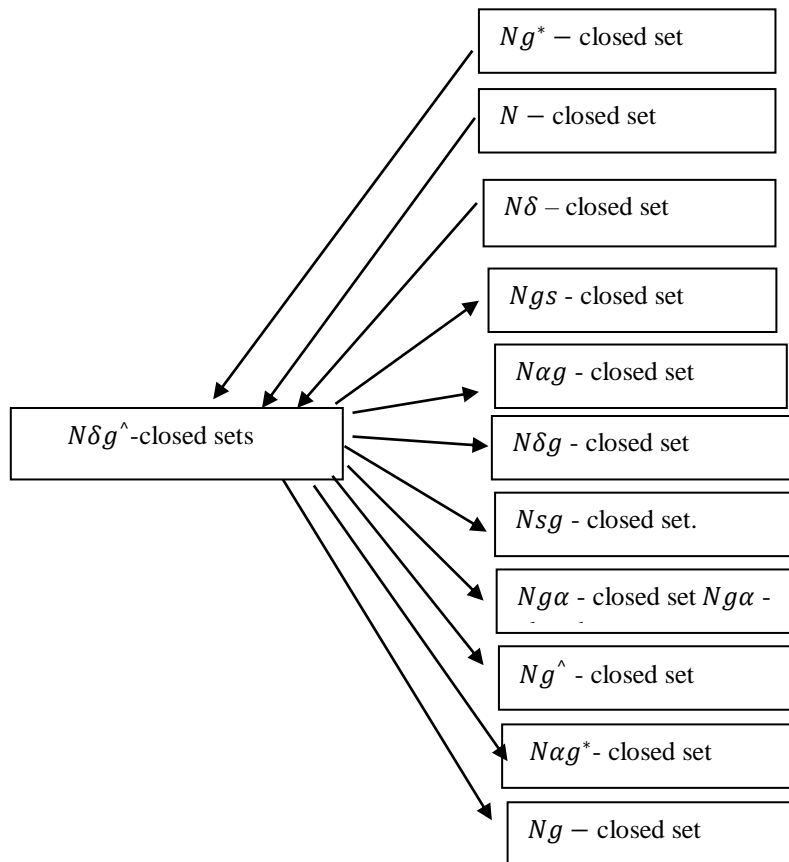 Ng* − closed set
N − closed set
Nδ – closed set
Ngs - closed set
Nαg - closed set
Nδg^-closed sets
Nδg - closed set
Nsg - closed set.
Ngα - closed set Ngα -
Ng^ - closed set
Nαg*- closed set
Ng − closed set